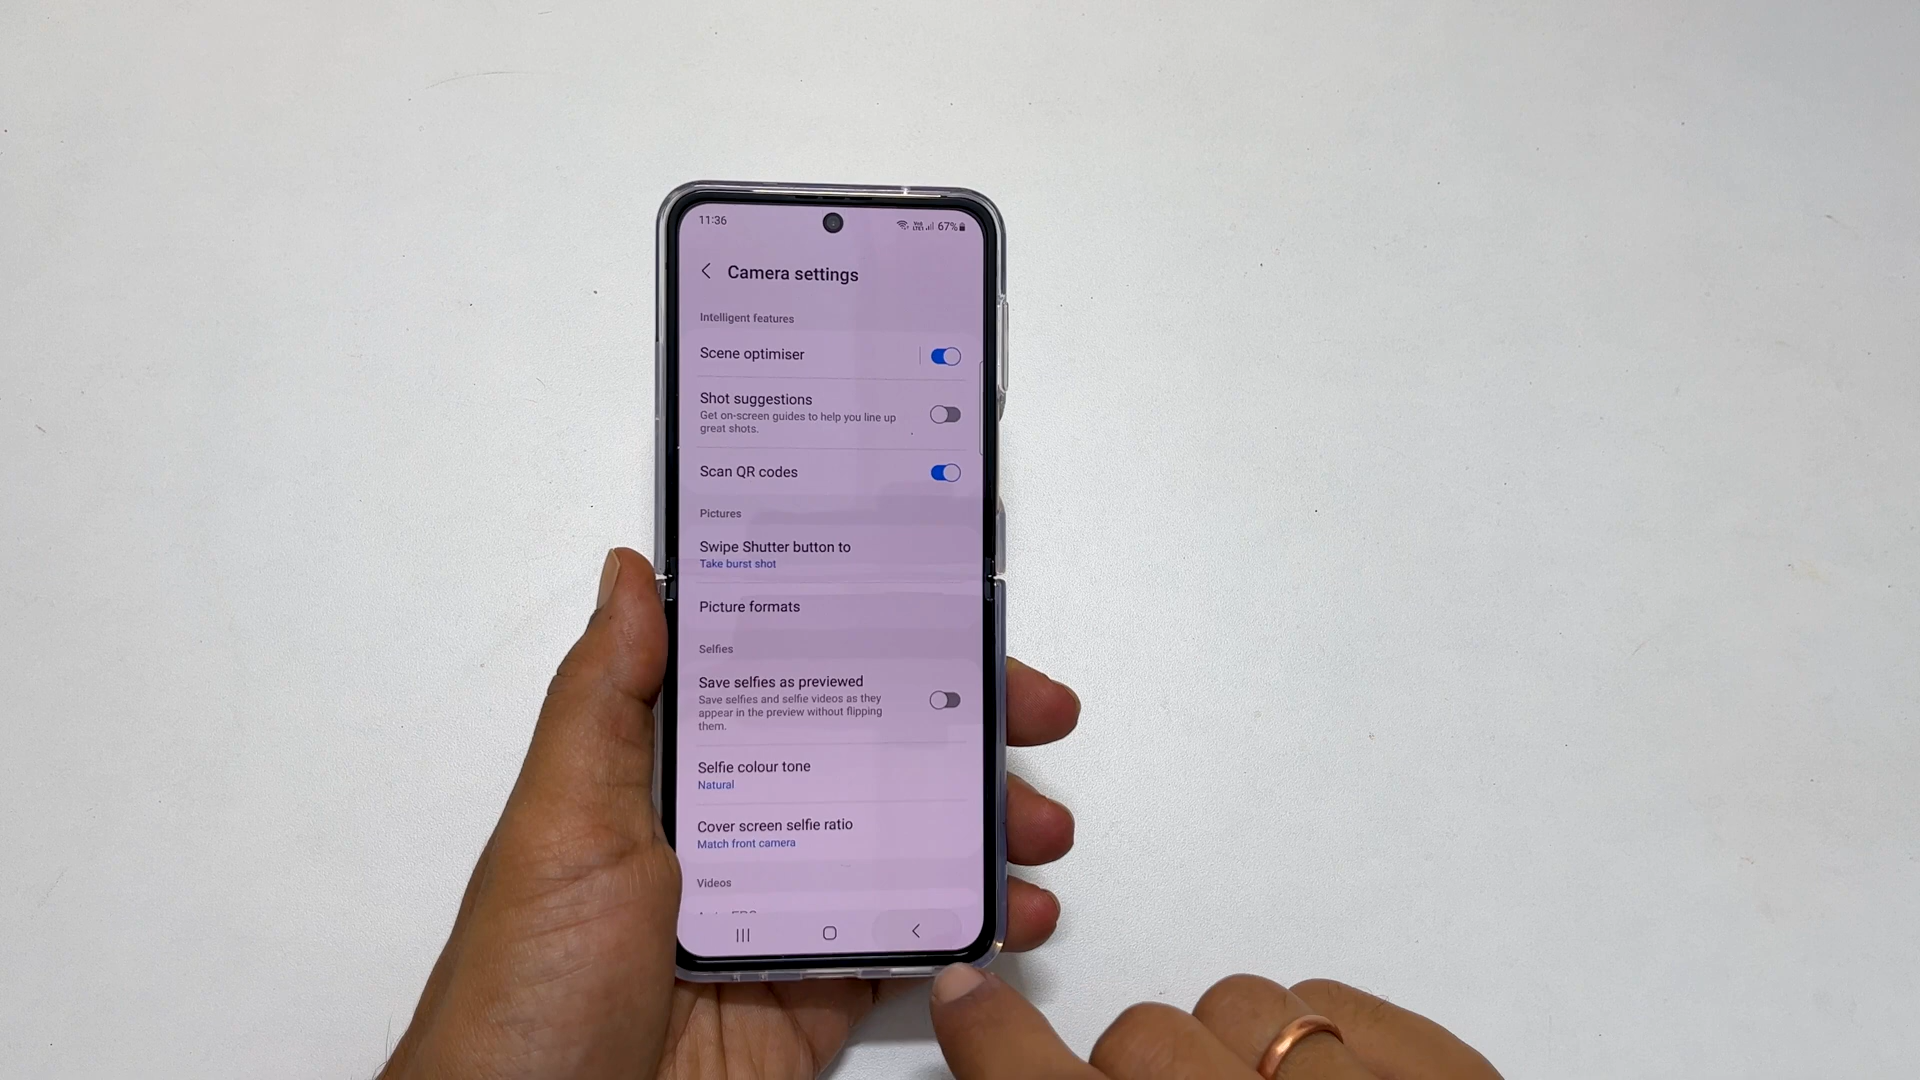 11:36
67%
Camera settings
Intelligent features
Scene optimiser
Shot suggestions
Get on-screen guides to help you line up
great shots.
Scan QR codes
Pictures
Swipe Shutter button to
Take burst shot
Picture formats
Selfies
Save selfies as previewed
Save selfies and selfie videos as they
appear in the preview without flipping
them.
Selfie colour tone
Natural
Cover screen selfie ratio
Match front camera
Videos